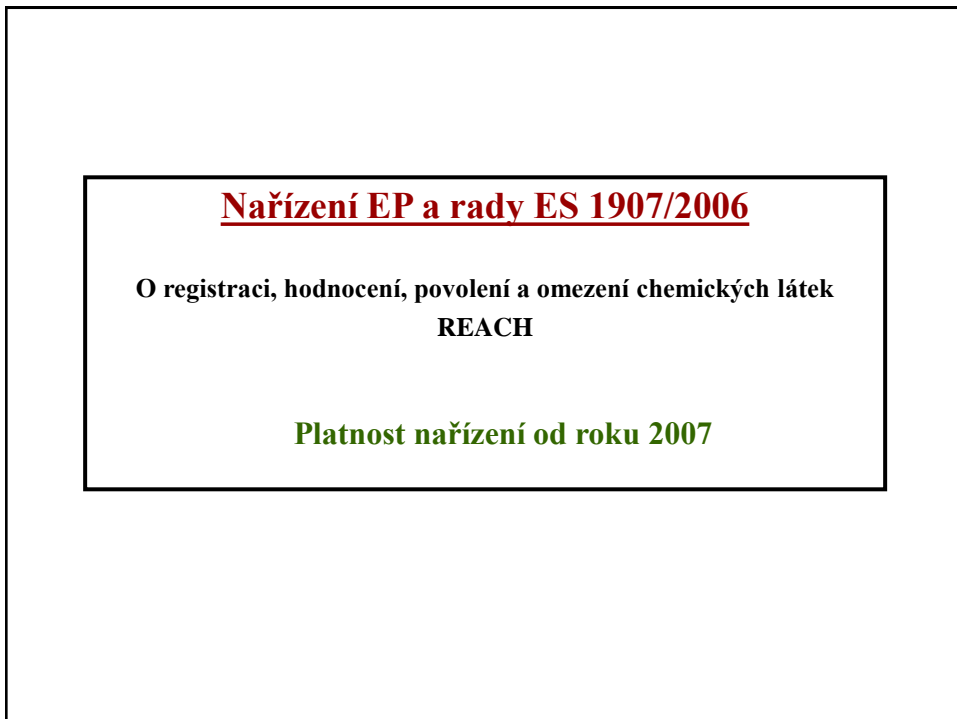 Nařízení EP a rady ES 1907/2006
O registraci, hodnocení, povolení a omezení chemických látek
REACH
Platnost nařízení od roku 2007